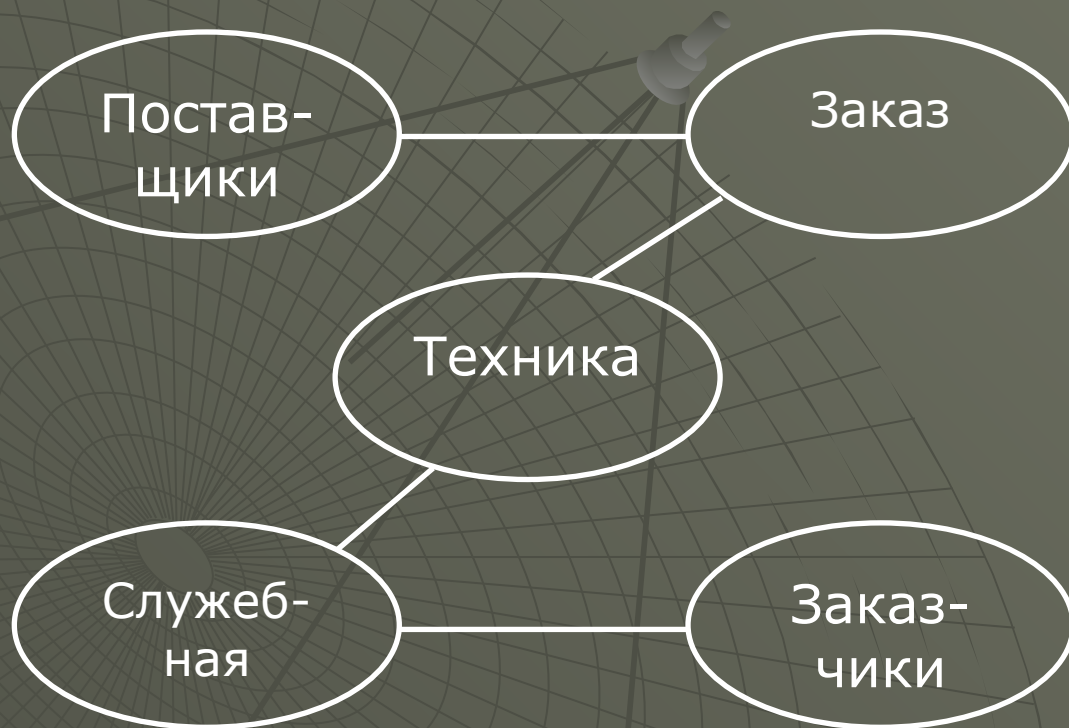 Постав-
щики
Заказ
Техника
Служеб-
ная
Заказ-
чики